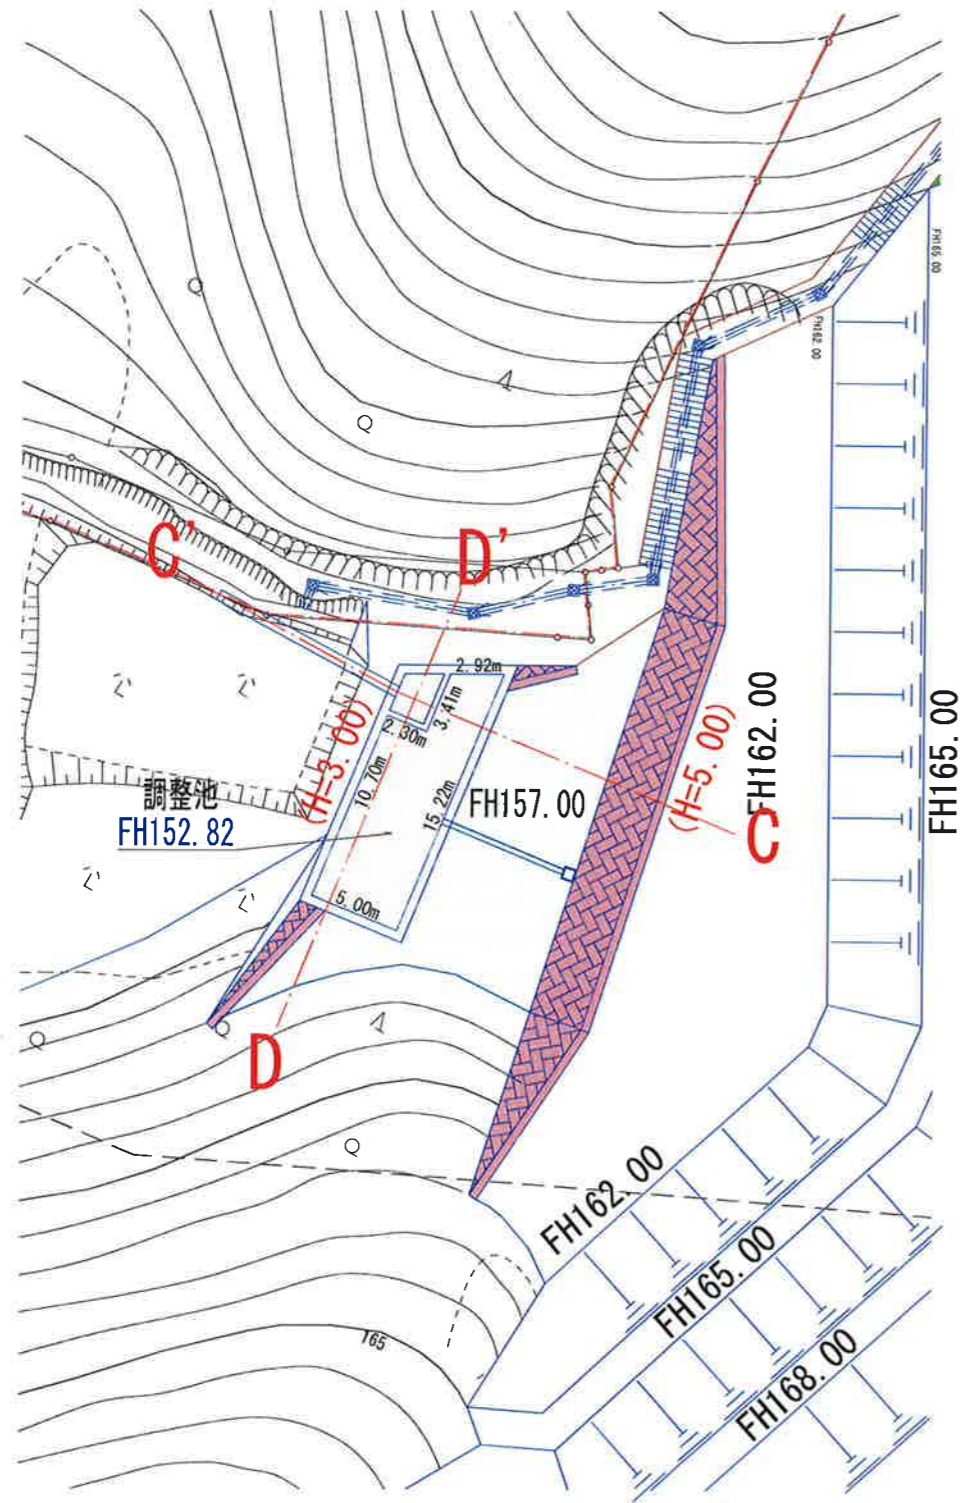 FH165.00
FH162.00
C'
D'
2.92m
3.41m
2.30m
(H=3.00)
10.70m
15.22m
調整池
FH152.82
FH157.00
(H=5.00)
FH162.00
FH165.00
C
5.00m
D
FH162.00
FH165.00
FH168.00
165